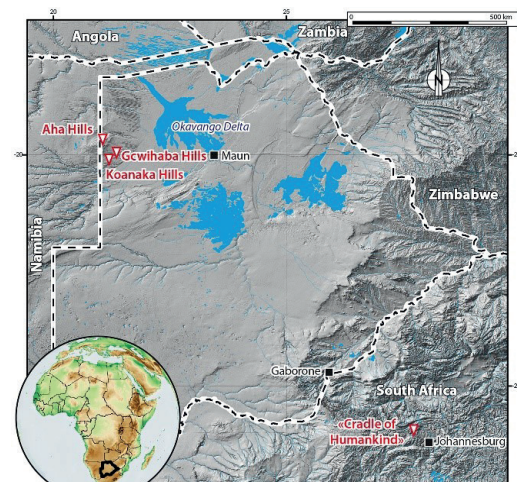 0
500 km
20
25
Angola
Zambia
N
Aha Hills
Okavango Delta
Gcwihaba Hills
Maun
Koanaka Hills
-20
-20
Zimbabwe
Namibia
Gaborone
South Africa
«Cradle of
Humankind»
Johannesburg